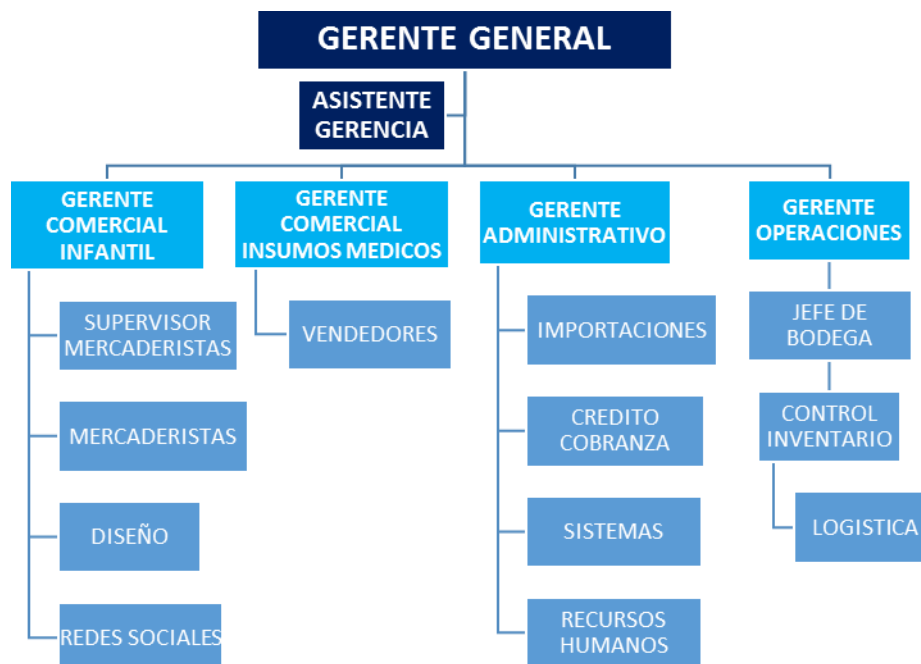 GERENTE GENERAL
ASISTENTE
GERENCIA
GERENTE
COMERCIAL
INFANTIL
SUPERVISOR
MERCADERISTAS
MERCADERISTAS
DISEÑO
REDES SOCIALES
GERENTE
COMERCIAL
INSUMOS MEDICOS
VENDEDORES
GERENTE
ADMINISTRATIVO
IMPORTACIONES
CREDITO
COBRANZA
SISTEMAS
RECURSOS
HUMANOS
GERENTE
OPERACIONES
JEFE DE
BODEGA
CONTROL
INVENTARIO
LOGISTICA